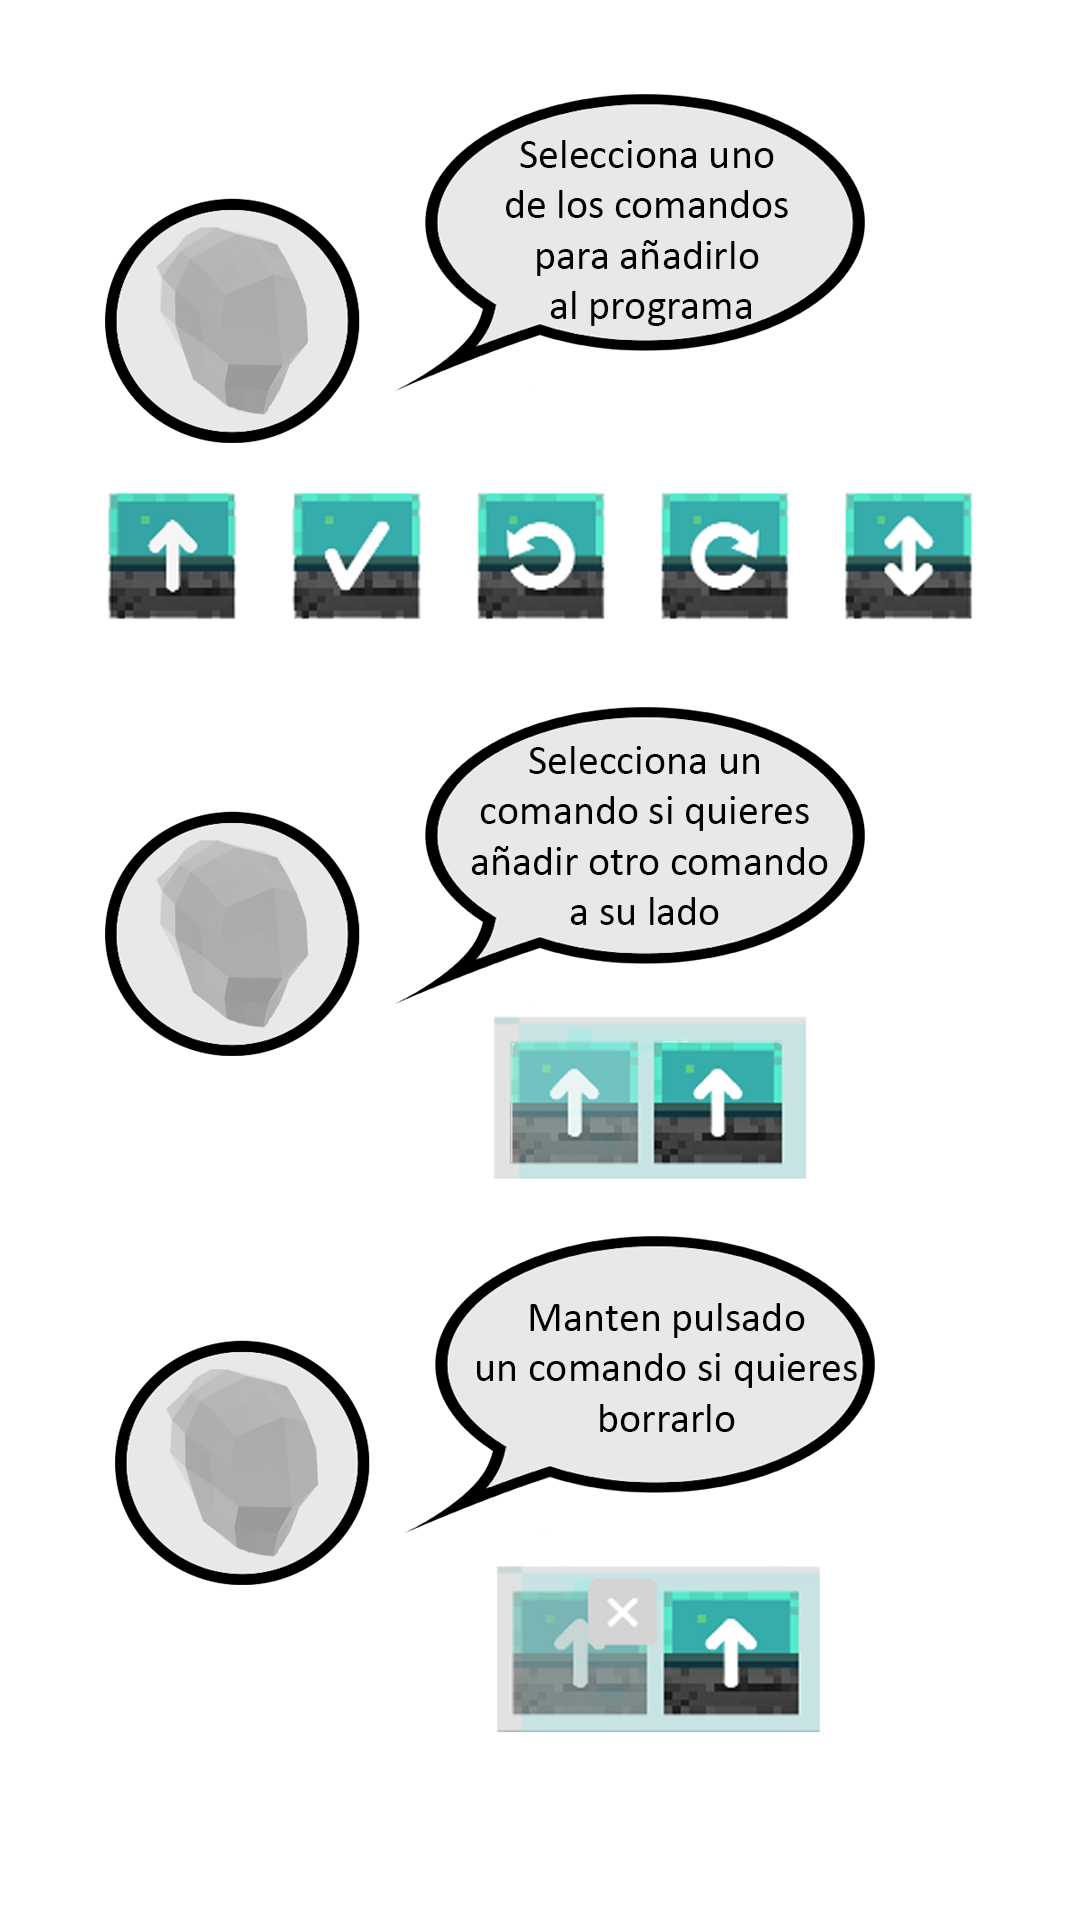 Selecciona uno
de los comandos
para añadirlo
al programa
Selecciona un
comando si quieres
añadir otro comando
a su lado
Manten pulsado
un comando si quieres
borrarlo